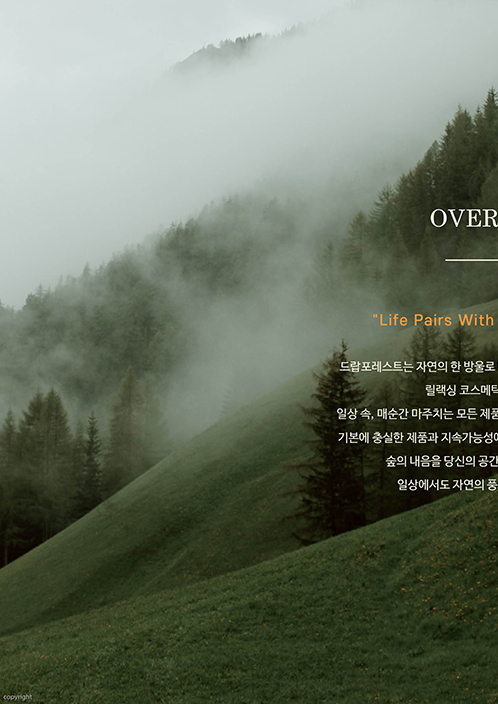 OVER
"Life Pairs With
드랍포레스트는 자연의 한 방울로
릴랙싱 코스메틱
일상 속, 매순간 마주치는 모든 제품
기본에 충실한 제품과 지속가능성에
숲의 내음을 당신의 공간
일상에서도 자연의 풍
copyright